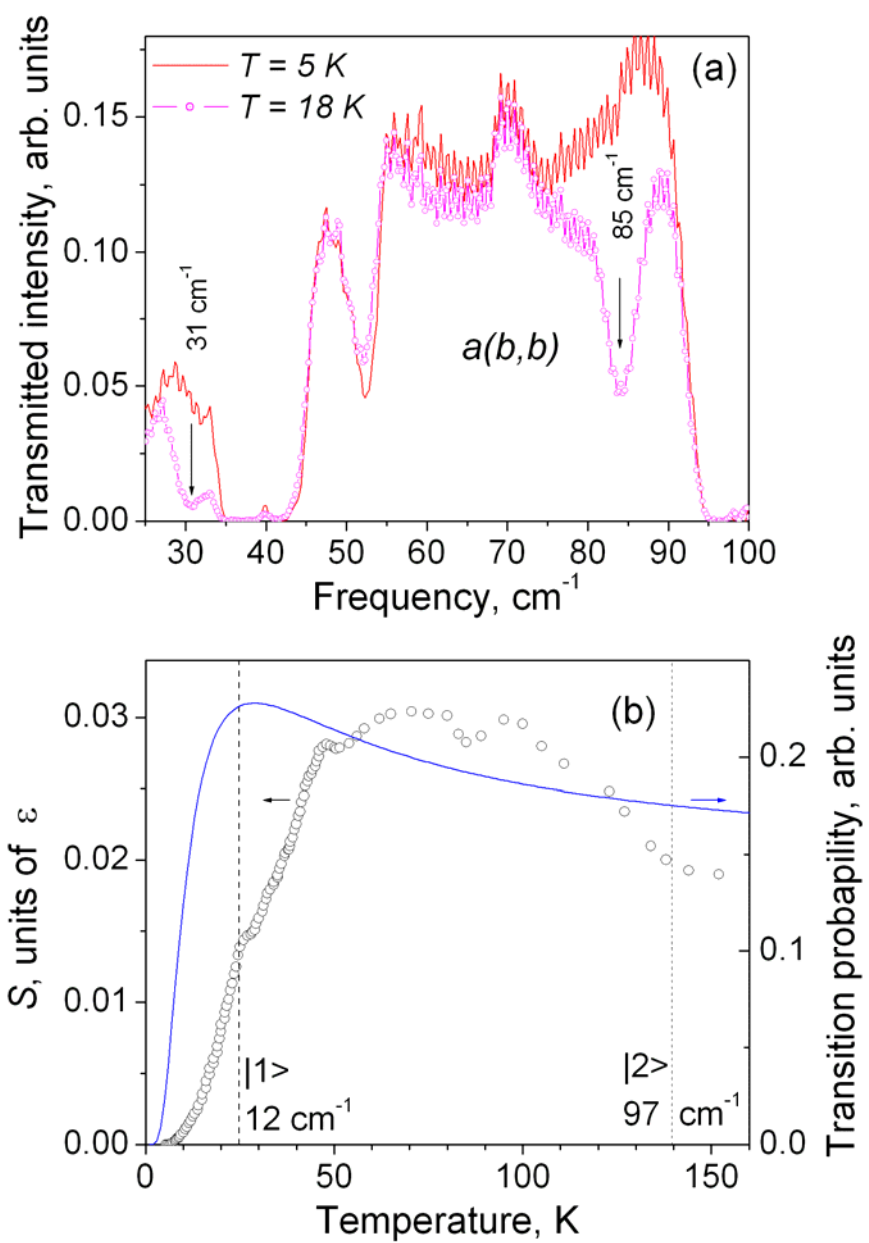 (a)
T = 5 K
T = 18 K
Transmitted intensity, arb. units
0.15
0.10
0.05
0.00
31 cm-1
85 cm-1
a(b,b)
30 40 50 60 70 80 90 100
Frequency, cm-1
(b)
S, units of ε
0.03
0.02
0.01
0.00
Transition probapility, arb. units
0.2
0.1
0.0
|1>
12 cm-1
|2>
97 cm-1
0 50 100 150
Temperature, K